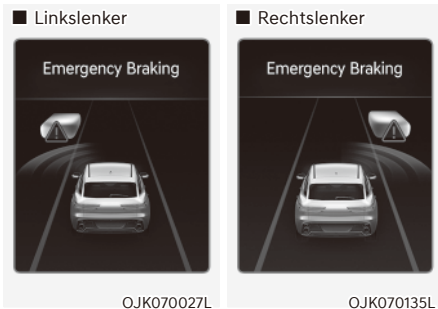 ■ Linkslenker
Emergency Braking
OJK070027L
■ Rechtslenker
Emergency Braking
OJK070135L